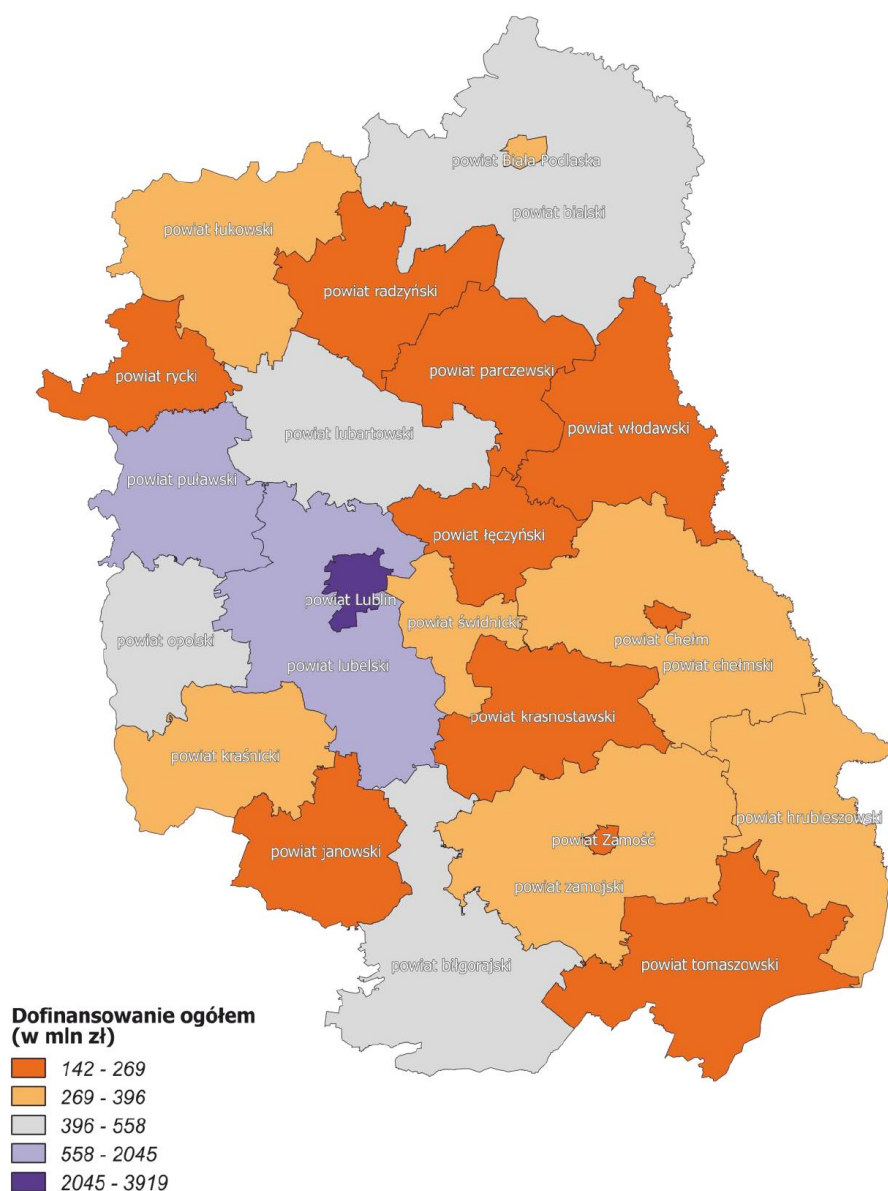 powiat Biała Podlaska
powiat bialski
powiat łukowski
powiat radzyński
powiat parczewski
powiat rycki
powiat włodawski
powiat lubartowski
powiat puławski
powiat łęczyński
powiat Lublin
powiat świdnicki
powiat Chełm
powiat opolski
powiat lubelski
powiat chełmski
powiat krasnostawski
powiat kraśnicki
powiat hrubieszowski
powiat Zamość
powiat janowski
powiat zamojski
powiat biłgorajski
powiat tomaszowski
Dofinansowanie ogółem
(w mln zł)
142 - 269
269 - 396
396 - 558
558 - 2045
2045 - 3919